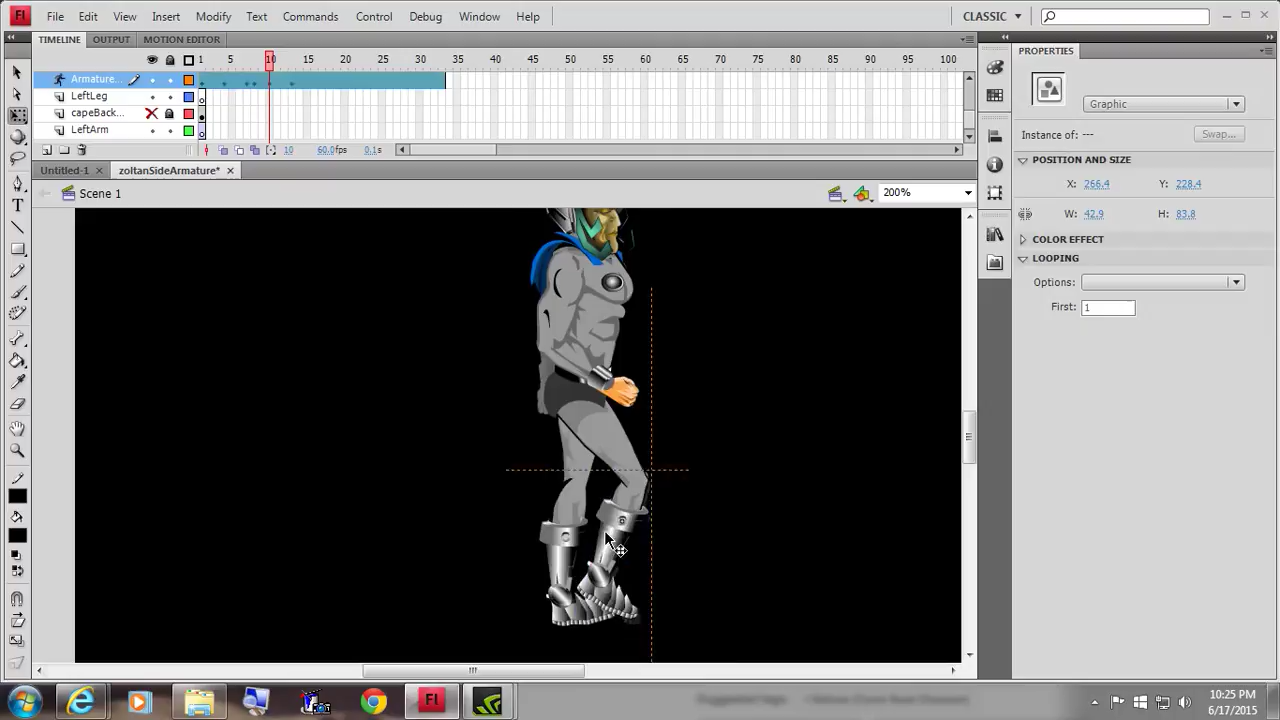 Fl File Edit View Insert Modify Text Commands Control Debug Window Help CLASSIC
TIMELINE OUTPUT MOTION EDITOR PROPERTIES
1 5 10 15 20 25 30 35 40 45 50 55 60 65 70 75 80 85 90 95 100
Armature...
LeftLeg
Graphic
capeBack...
LeftArm
Instance of: --- Swap...
10 60.0fps 0.1s
POSITION AND SIZE
Untitled-1 zoltanSideArmature*
X: 266.4 Y: 228.4
Scene 1 200%
W: 42.9 H: 83.8
COLOR EFFECT
LOOPING
Options:
First: 1
Fl
10:25 PM
6/17/2015